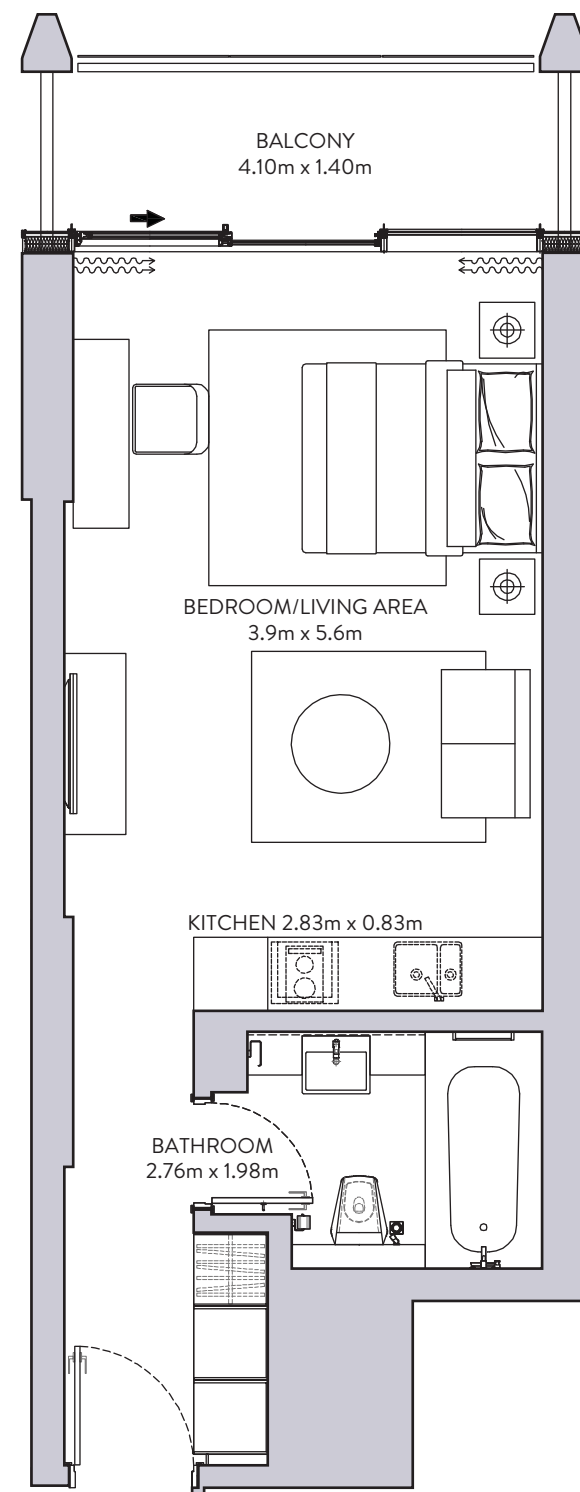 BALCONY
4.10m x 1.40m
BEDROOM/LIVING AREA
3.9m x 5.6m
KITCHEN 2.83m x 0.83m
BATHROOM
2.76m x 1.98m